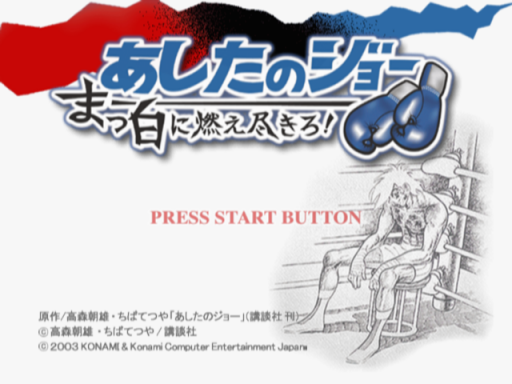 あしたのジョー
まっ白に燃え尽きろ!
PRESS START BUTTON
原作/高森朝雄・ちばてつや「あしたのジョー」(講談社 刊)
©高森朝雄・ちばてつや/講談社
©2003 KONAMI & Konami Computer Entertainment Japan